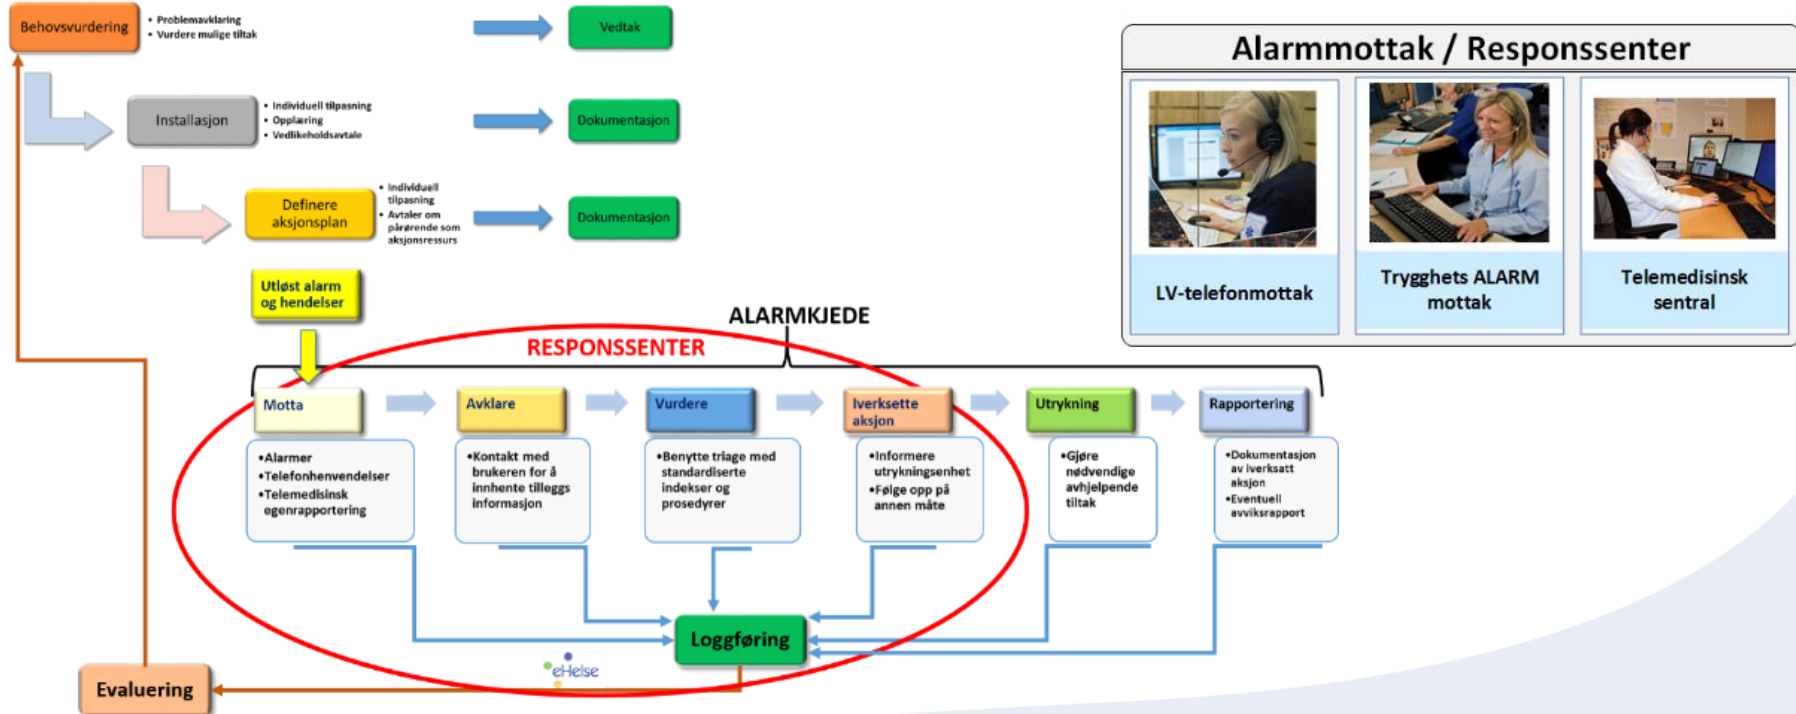 Behovsvurdering
• Problemavklaring
• Vurdere mulige tiltak
Vedtak
Installasjon
• Individuell tilpasning
• Opplæring
• Vedlikeholdsavtale
Dokumentasjon
Definere
aksjonsplan
• Individuell
tilpasning
• Avtaler om
pårørende som
aksjonsressurs
Dokumentasjon
Alarmmottak / Responssenter
LV-telefonmottak
Trygghets ALARM
mottak
Telemedisinsk
sentral
Utløst alarm
og hendelser
ALARMKJEDE
RESPONSSENTER
Motta
•Alarmer
•Telefonhenvendelser
•Telemedisinsk
egenrapportering
Avklare
•Kontakt med
brukeren for å
innhente tilleggs
informasjon
Vurdere
•Benytte triage med
standardiserte
indekser og
prosedyrer
Iverksette
aksjon
•Informere
utrykningsenhet
•Følge opp på
annen måte
Utrykning
•Gjøre
nødvendige
avhjelpende
tiltak
Rapportering
•Dokumentasjon
av iverksatt
aksjon
•Eventuell
avviksrapport
Loggføring
eHelse
Evaluering